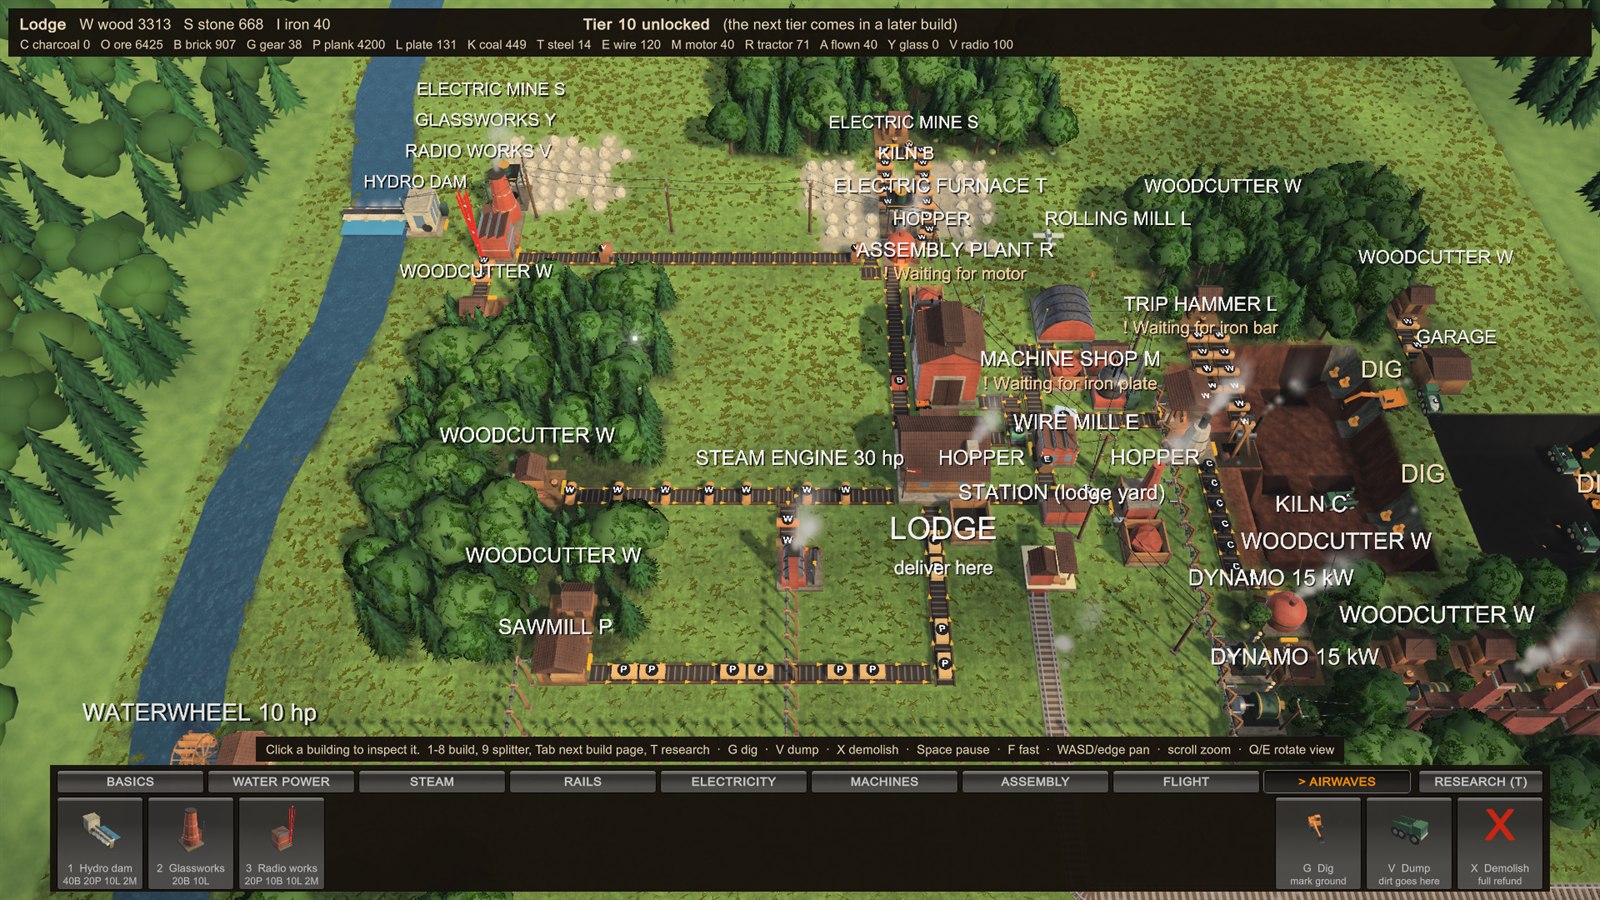 Lodge W wood 3313 S stone 668 I iron 40
Tier 10 unlocked (the next tier comes in a later build)
C charcoal 0 O ore 6425 B brick 907 G gear 38 P plank 4200 L plate 131 K coal 449 T steel 14 E wire 120 M motor 40 R tractor 71 A flown 40 Y glass 0 V radio 100
ELECTRIC MINE S
GLASSWORKS Y
RADIO WORKS V
HYDRO DAM
WOODCUTTER W
ELECTRIC MINE S
KILN B
ELECTRIC FURNACE T
HOPPER
ASSEMBLY PLANT R
! Waiting for motor
WOODCUTTER W
ROLLING MILL L
WOODCUTTER W
TRIP HAMMER L
! Waiting for iron bar
GARAGE
MACHINE SHOP M
! Waiting for iron plate
DIG
WIRE MILL E
WOODCUTTER W
STEAM ENGINE 30 hp
HOPPER
HOPPER
DIG
STATION (lodge yard)
KILN C
LODGE
deliver here
WOODCUTTER W
WOODCUTTER W
DYNAMO 15 kW
WOODCUTTER W
SAWMILL P
DYNAMO 15 kW
WATERWHEEL 10 hp
Click a building to inspect it. 1-8 build, 9 splitter, Tab next build page, T research · G dig · V dump · X demolish · Space pause · F fast · WASD/edge pan · scroll zoom · Q/E rotate view
BASICS
WATER POWER
STEAM
RAILS
ELECTRICITY
MACHINES
ASSEMBLY
FLIGHT
> AIRWAVES
RESEARCH (T)
1 Hydro dam
40B 20P 10L 2M
2 Glassworks
20B 10L
3 Radio works
20P 10B 10L 2M
G Dig
mark ground
V Dump
dirt goes here
X Demolish
full refund